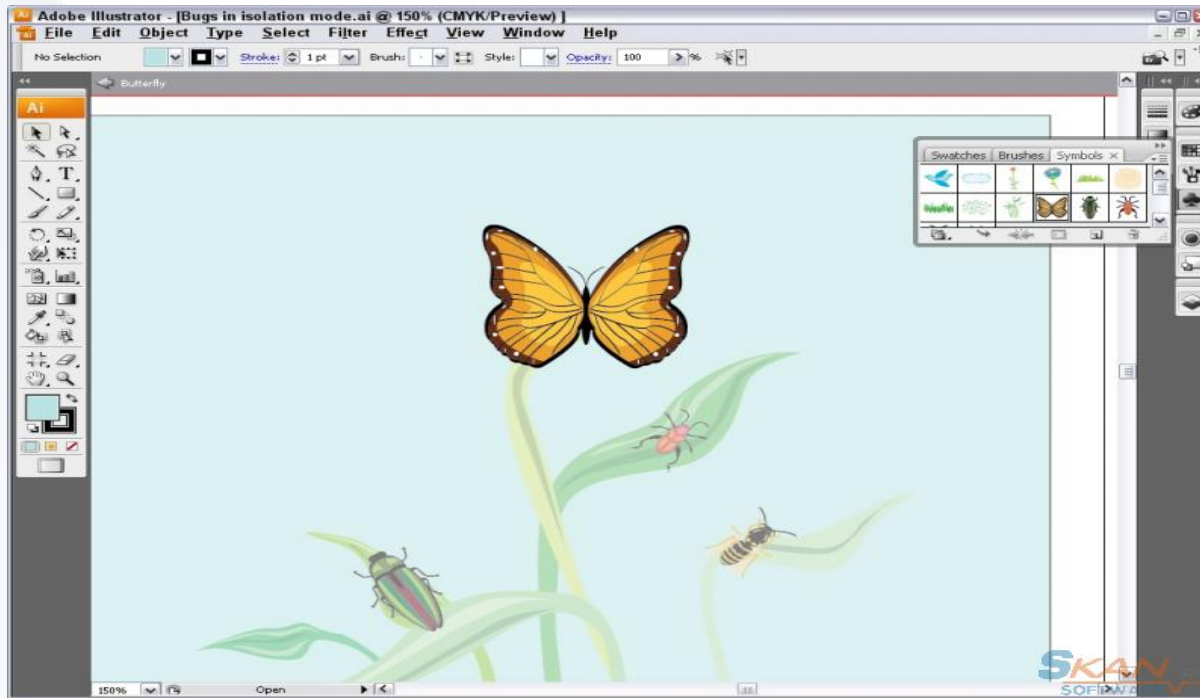 Adobe Illustrator - [Bugs in isolation mode.ai @ 150% (CMYK/Preview) ]
File Edit Object Type Select Filter Effect View Window Help
No Selection Stroke: 1 pt Brush: Style: Opacity: 100 %
Butterfly
Ai
Swatches Brushes Symbols
T
150% Open
SKAN